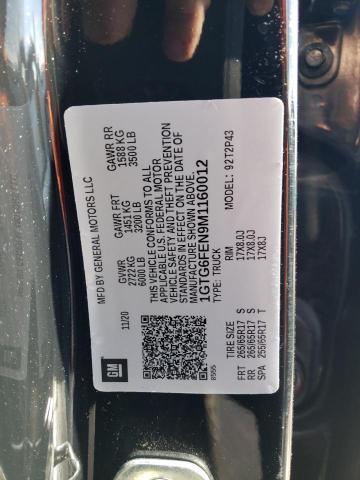 MFD BY GENERAL MOTORS LLC
GVWR GAWR FRT GAWR RR
2722 KG 1451 KG 1588 KG
6000 LB 3200 LB 3500 LB
11/20 THIS VEHICLE CONFORMS TO ALL
APPLICABLE U.S. FEDERAL MOTOR
VEHICLE SAFETY AND THEFT PREVENTION
STANDARDS IN EFFECT ON THE DATE OF
MANUFACTURE SHOWN ABOVE.
1GTG6FEN9M1160012
TYPE: TRUCK MODEL: 92T2P43
TIRE SIZE RIM
FRT 265/65R17 S 17X8.0J
RR 265/65R17 S 17X8.0J
SPA 255/65R17 T 17X8J
GM